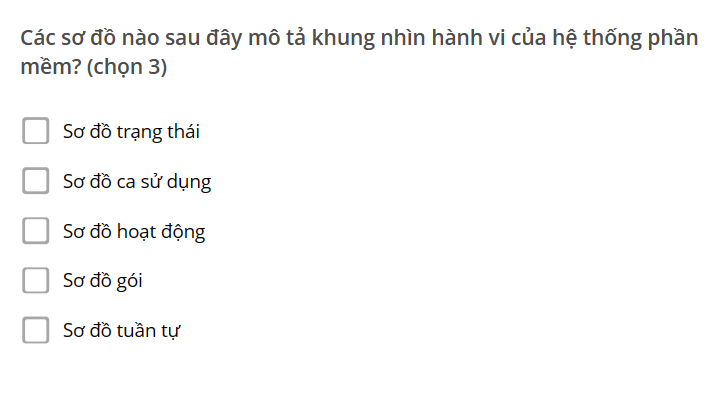 Các sơ đồ nào sau đây mô tả khung nhìn hành vi của hệ thống phần
mềm? (chọn 3)
Sơ đồ trạng thái
Sơ đồ ca sử dụng
Sơ đồ hoạt động
Sơ đồ gói
Sơ đồ tuần tự